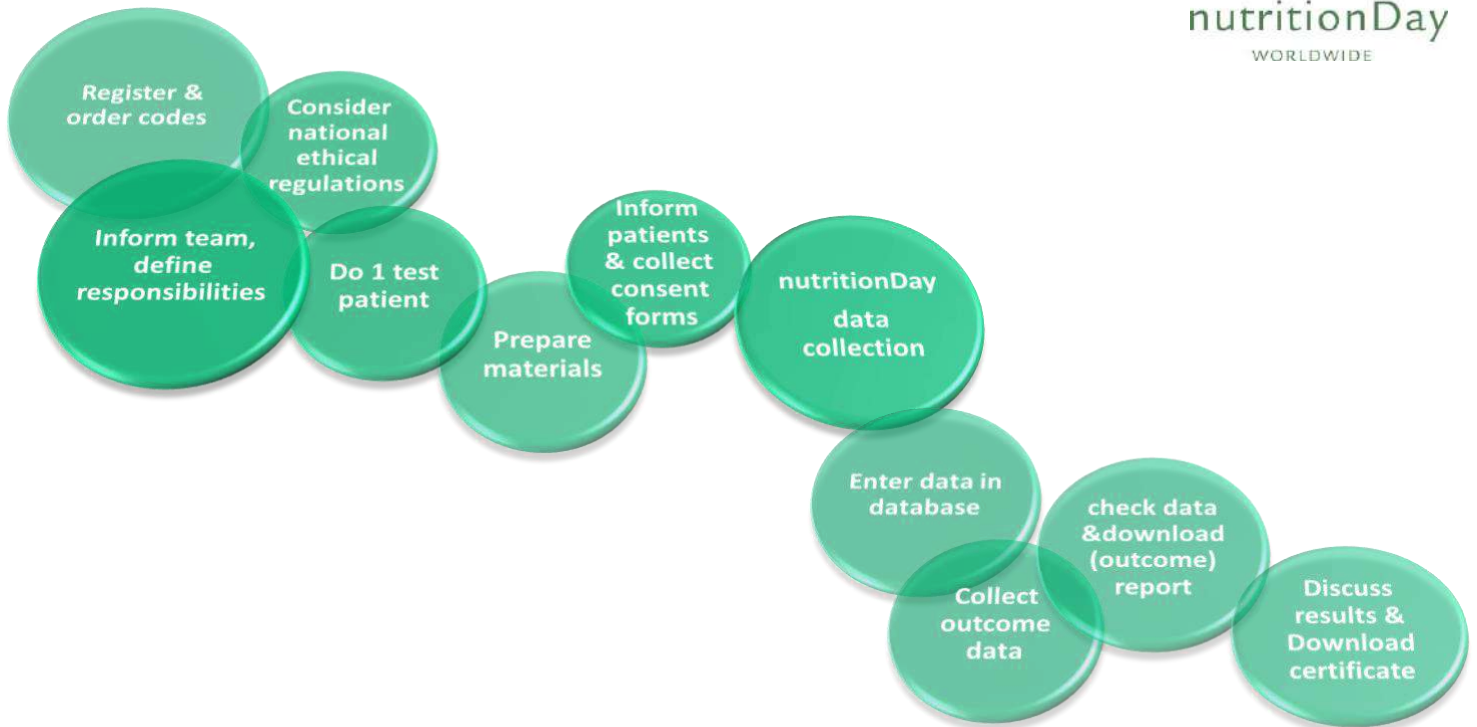 nutritionDay
WORLDWIDE
Register &
order codes
Consider
national
ethical
regulations
Inform team,
define
responsibilities
Do 1 test
patient
Prepare
materials
Inform
patients
& collect
consent
forms
nutritionDay
data
collection
Enter data in
database
Collect
outcome
data
check data
&download
(outcome)
report
Discuss
results &
Download
certificate